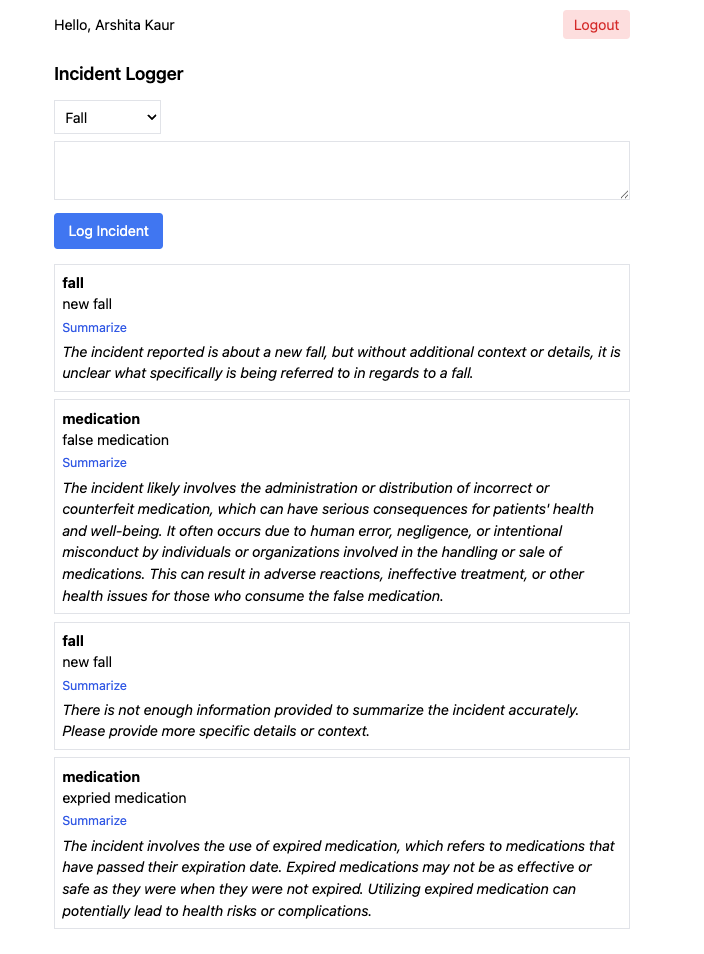 Hello, Arshita Kaur
Logout
Incident Logger
Fall
Log Incident
fall
new fall
Summarize
The incident reported is about a new fall, but without additional context or details, it is
unclear what specifically is being referred to in regards to a fall.
medication
false medication
Summarize
The incident likely involves the administration or distribution of incorrect or
counterfeit medication, which can have serious consequences for patients' health
and well-being. It often occurs due to human error, negligence, or intentional
misconduct by individuals or organizations involved in the handling or sale of
medications. This can result in adverse reactions, ineffective treatment, or other
health issues for those who consume the false medication.
fall
new fall
Summarize
There is not enough information provided to summarize the incident accurately.
Please provide more specific details or context.
medication
expried medication
Summarize
The incident involves the use of expired medication, which refers to medications that
have passed their expiration date. Expired medications may not be as effective or
safe as they were when they were not expired. Utilizing expired medication can
potentially lead to health risks or complications.